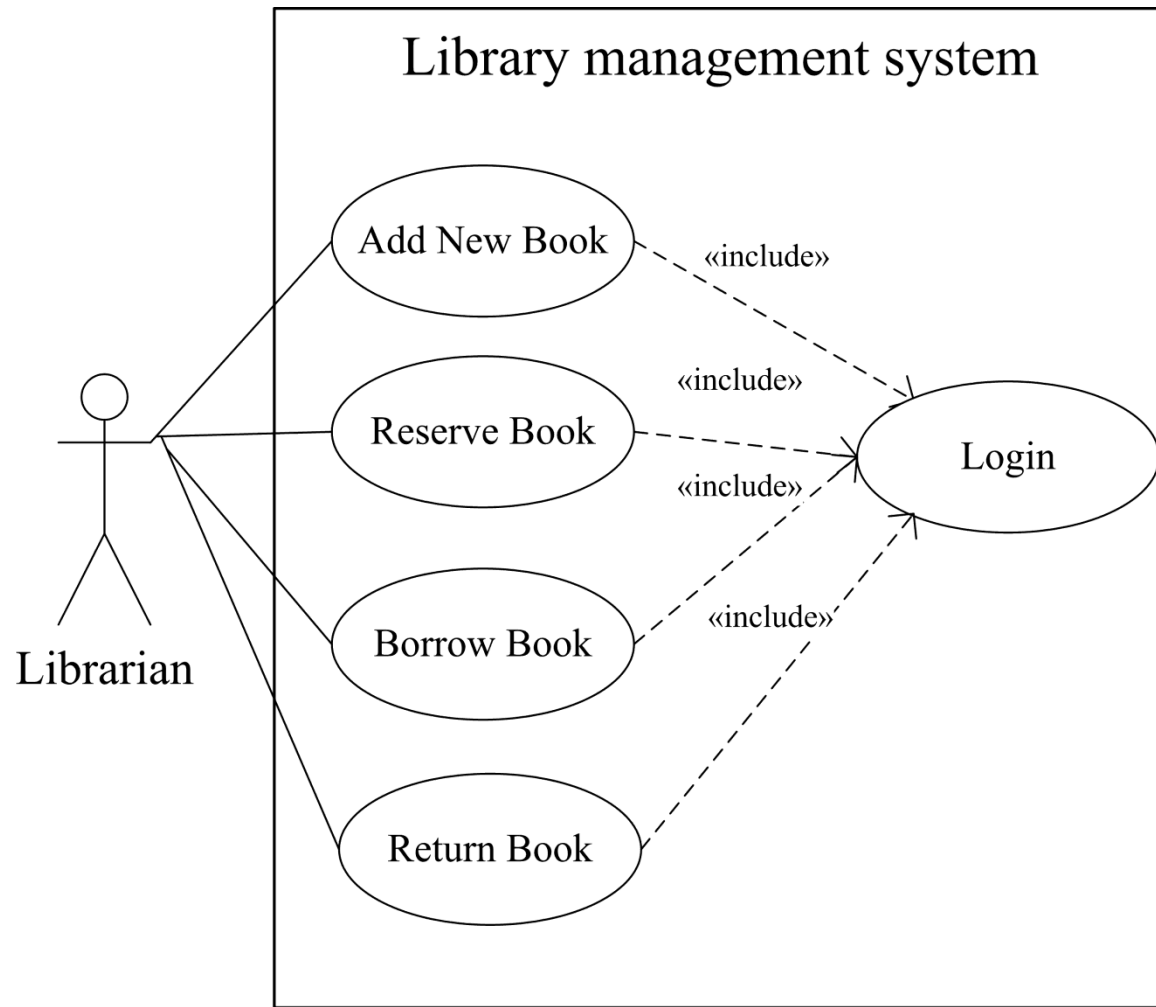 Library management system
Add New Book
«include»
«include»
Reserve Book
Login
«include»
Borrow Book
«include»
Librarian
Return Book